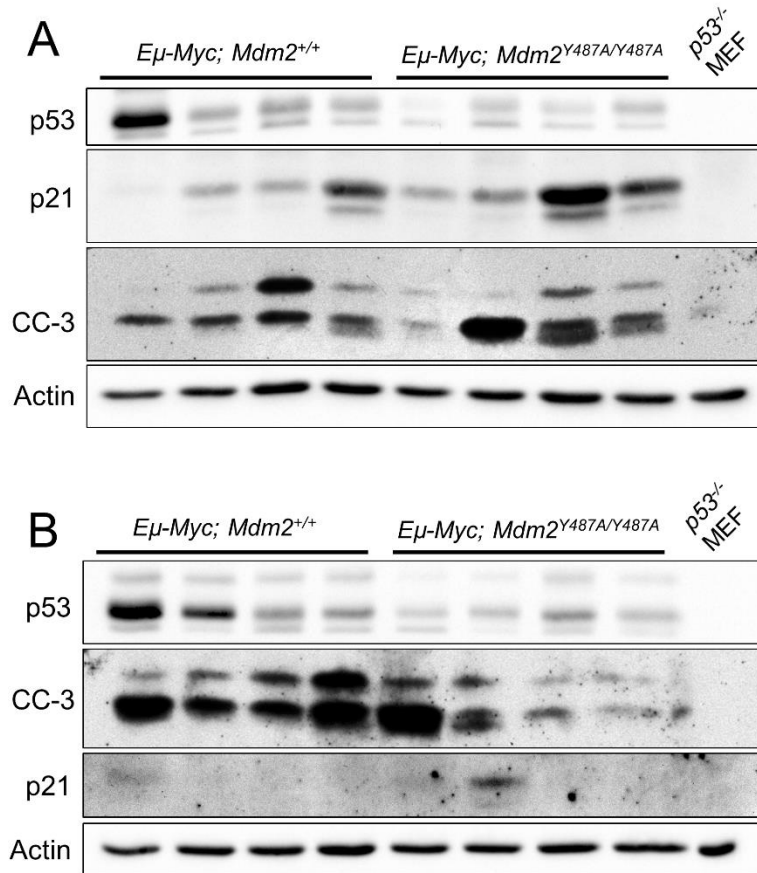 A
Eµ-Myc; Mdm2+/+
Eµ-Myc; Mdm2Y487A/Y487A
p53-/-
MEF
p53
p21
CC-3
Actin
B
Eµ-Myc; Mdm2+/+
Eµ-Myc; Mdm2Y487A/Y487A
p53-/-
MEF
p53
CC-3
p21
Actin